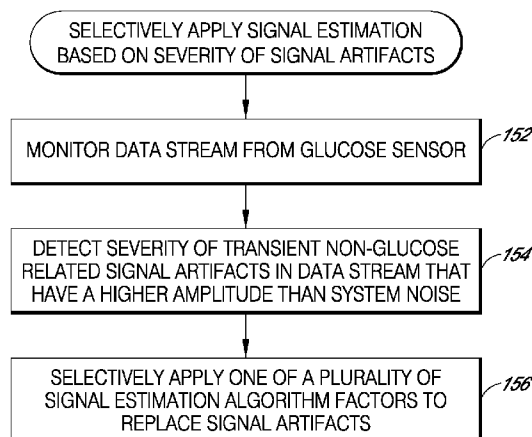 SELECTIVELY APPLY SIGNAL ESTIMATION
BASED ON SEVERITY OF SIGNAL ARTIFACTS
MONITOR DATA STREAM FROM GLUCOSE SENSOR
152
DETECT SEVERITY OF TRANSIENT NON-GLUCOSE
RELATED SIGNAL ARTIFACTS IN DATA STREAM THAT
HAVE A HIGHER AMPLITUDE THAN SYSTEM NOISE
154
SELECTIVELY APPLY ONE OF A PLURALITY OF
SIGNAL ESTIMATION ALGORITHM FACTORS TO
REPLACE SIGNAL ARTIFACTS
156